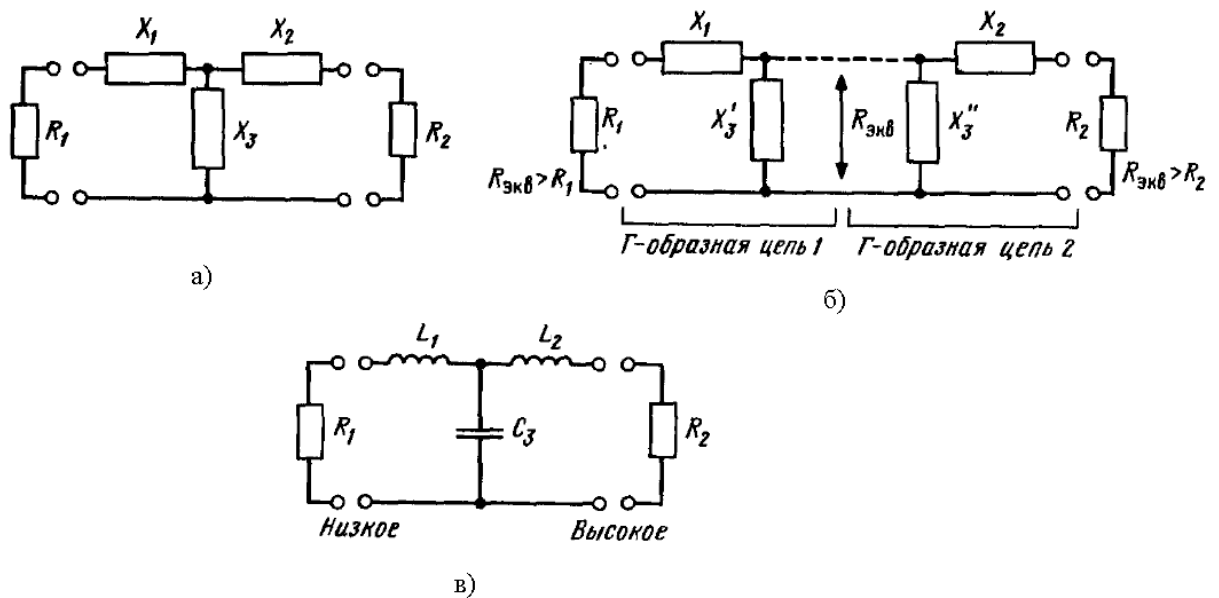 X₁
X₂
R₁
X₃
R₂
а)
X₁
X₂
R₁
X₃'
Rэкв
X₃''
R₂
Rэкв>R₁
Rэкв>R₂
Г-образная цепь 1
Г-образная цепь 2
б)
L₁
L₂
R₁
C₃
R₂
Низкое
Высокое
в)